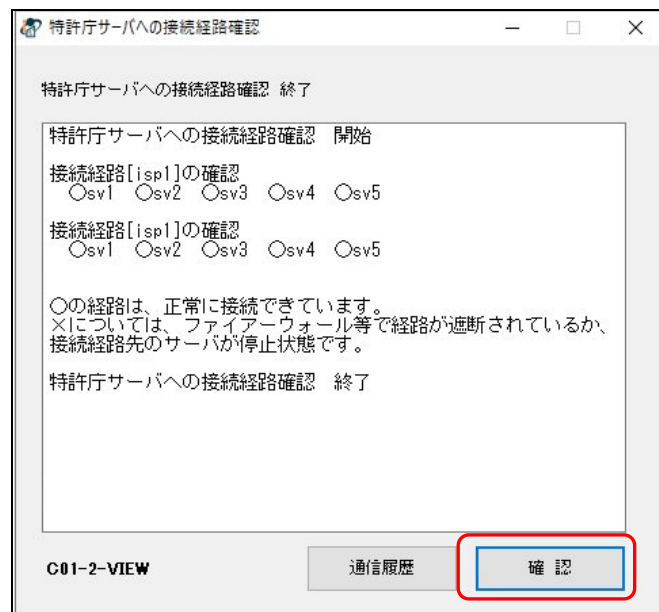 特許庁サーバへの接続経路確認
特許庁サーバへの接続経路確認 終了
特許庁サーバへの接続経路確認 開始
接続経路[isp1]の確認
○sv1 ○sv2 ○sv3 ○sv4 ○sv5
接続経路[isp1]の確認
○sv1 ○sv2 ○sv3 ○sv4 ○sv5
○の経路は、正常に接続できています。
×については、ファイアーウォール等で経路が遮断されているか、
接続経路先のサーバが停止状態です。
特許庁サーバへの接続経路確認 終了
C01-2-VIEW 通信履歴 確 認